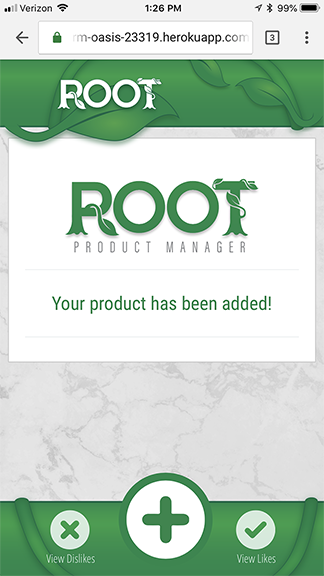 Verizon 1:26 PM 99%
rm-oasis-23319.herokuapp.com 3
ROOT
ROOT
PRODUCT MANAGER
Your product has been added!
View Dislikes View Likes